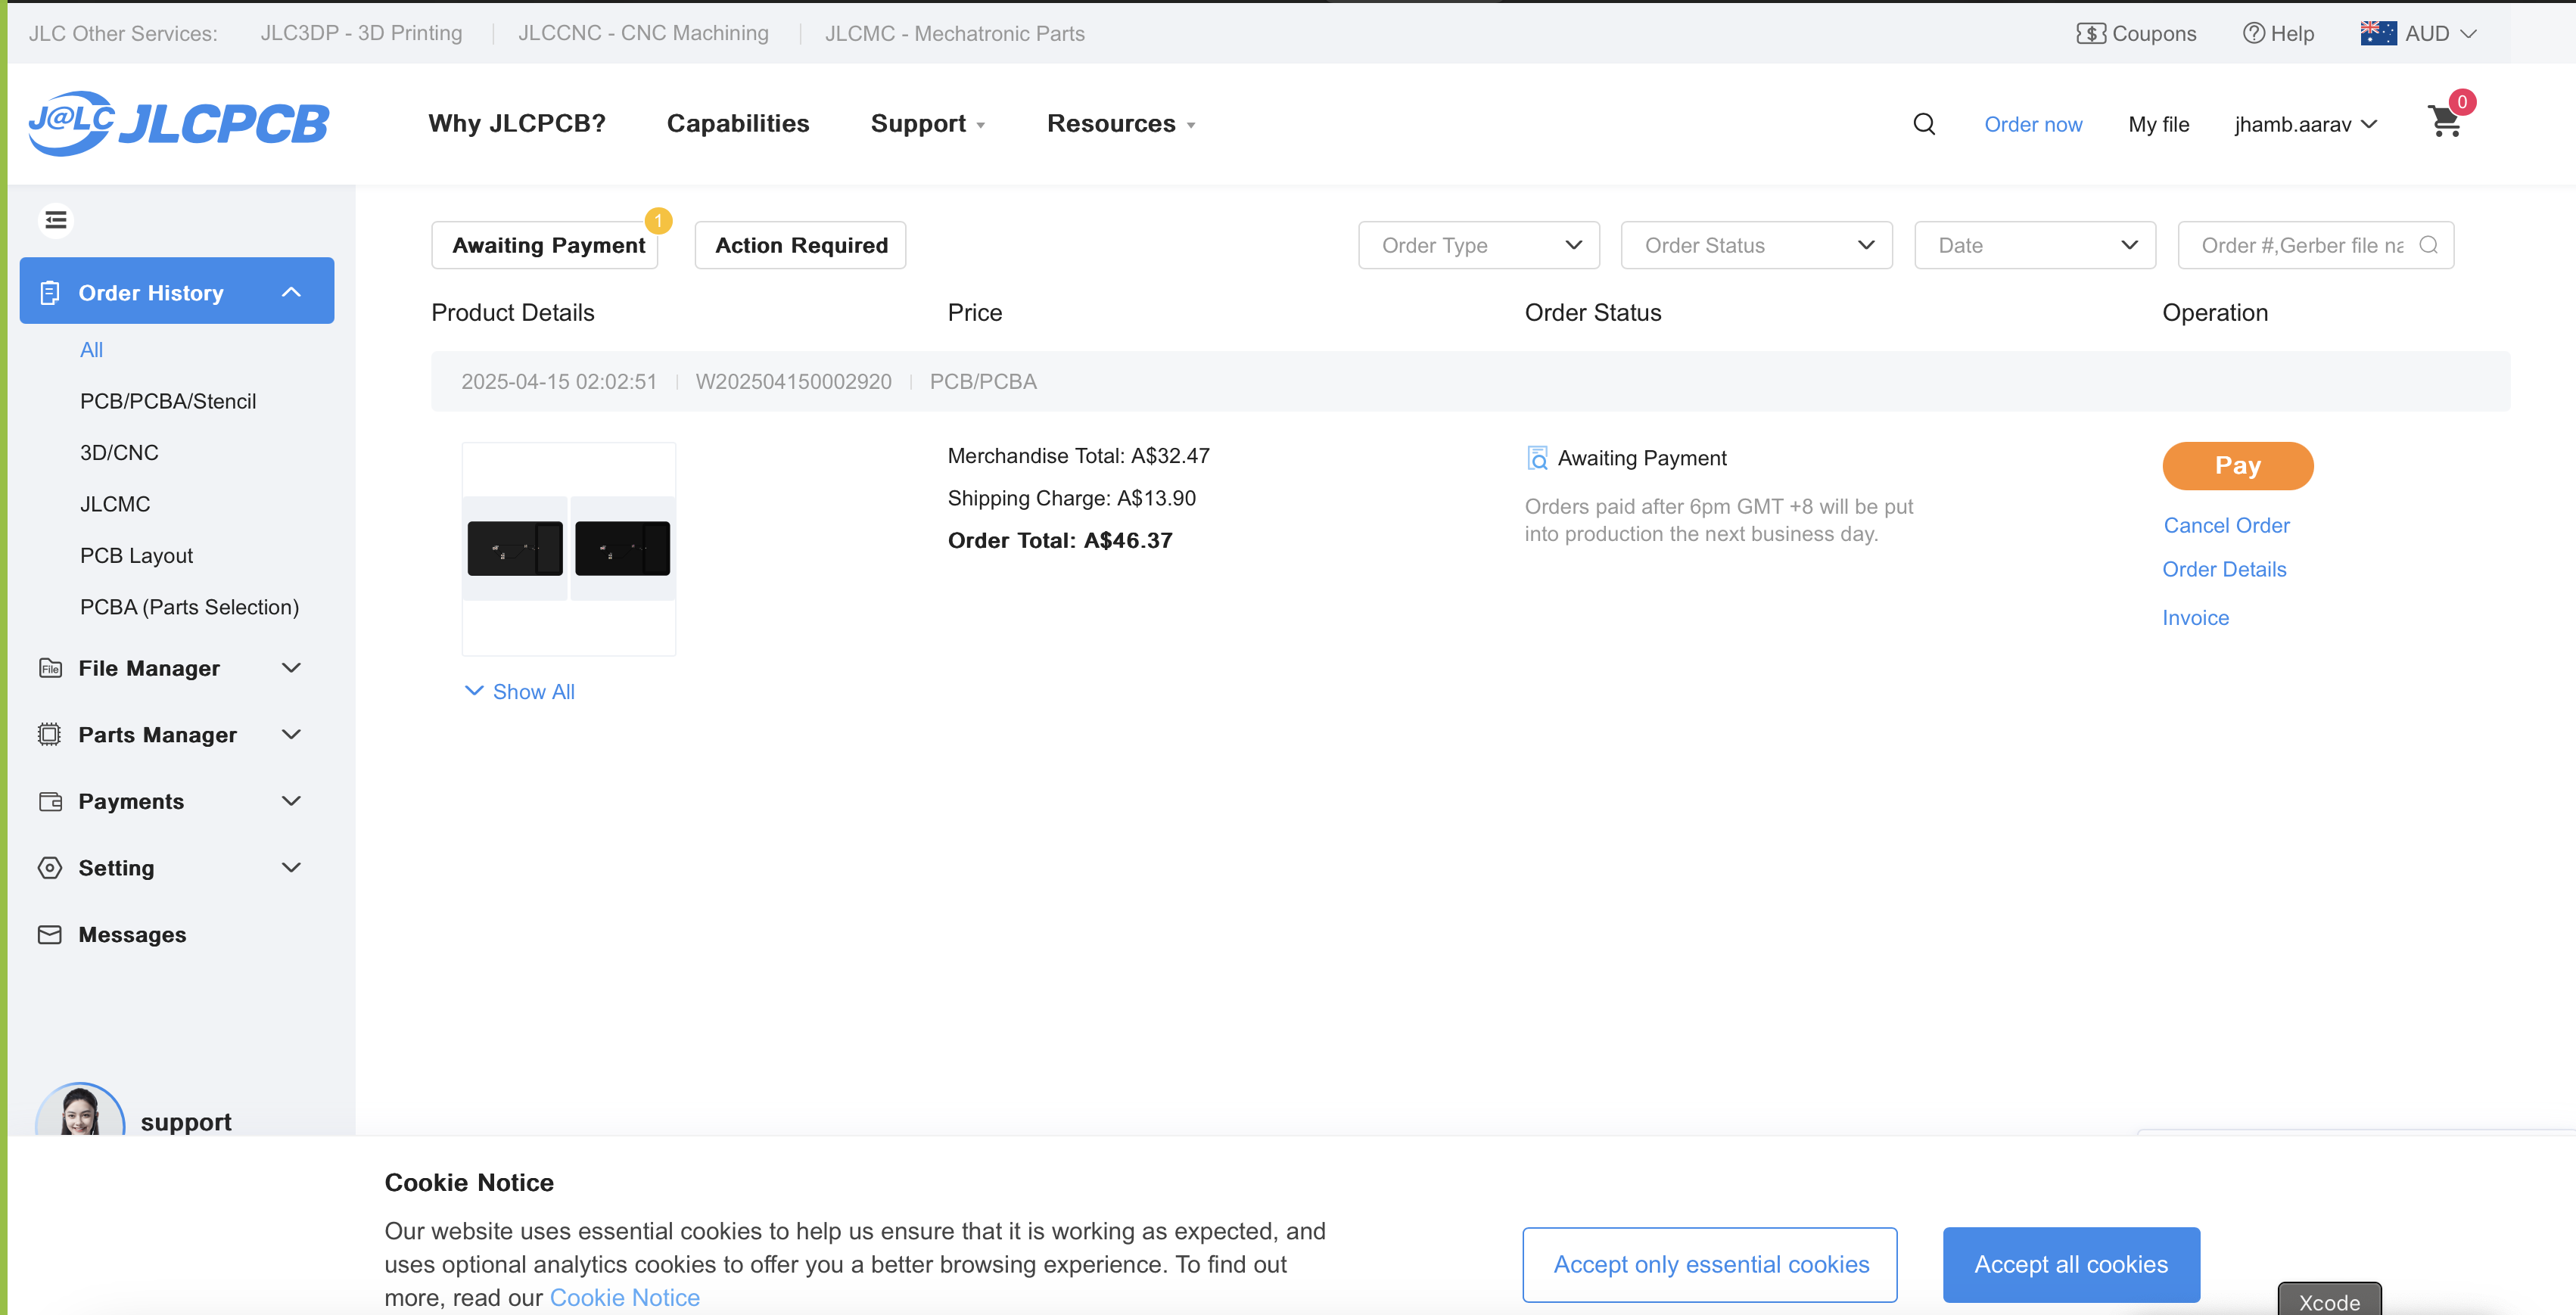 JLC Other Services: JLC3DP - 3D Printing JLCCNC - CNC Machining JLCMC - Mechatronic Parts Coupons Help AUD
J@LC JLCPCB Why JLCPCB? Capabilities Support Resources Order now My file jhamb.aarav 0
Awaiting Payment 1 Action Required Order Type Order Status Date Order #,Gerber file na
Order History
All
PCB/PCBA/Stencil
3D/CNC
JLCMC
PCB Layout
PCBA (Parts Selection)
File Manager
Parts Manager
Payments
Setting
Messages
support
Product Details Price Order Status Operation
2025-04-15 02:02:51 W202504150002920 PCB/PCBA
Merchandise Total: A$32.47
Shipping Charge: A$13.90
Order Total: A$46.37
Awaiting Payment
Orders paid after 6pm GMT +8 will be put
into production the next business day.
Pay
Cancel Order
Order Details
Invoice
Show All
Cookie Notice
Our website uses essential cookies to help us ensure that it is working as expected, and
uses optional analytics cookies to offer you a better browsing experience. To find out
more, read our Cookie Notice
Accept only essential cookies
Accept all cookies
Xcode